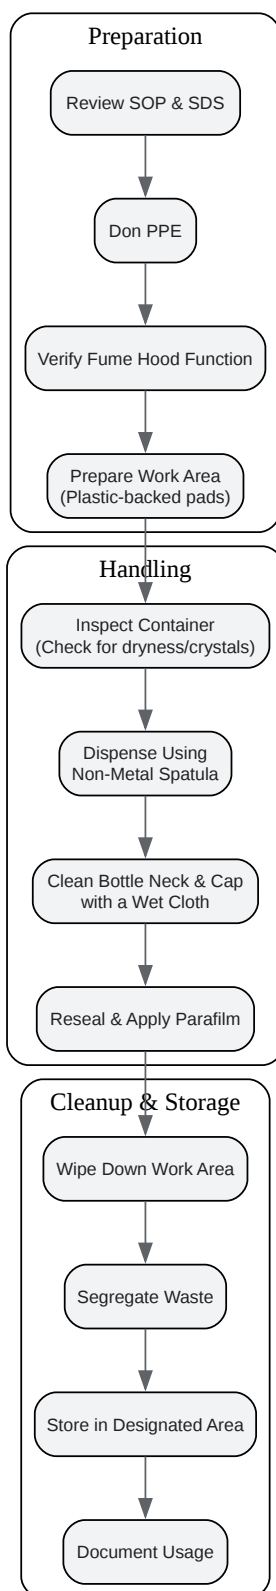 Preparation
Review SOP & SDS
Don PPE
Verify Fume Hood Function
Prepare Work Area
(Plastic-backed pads)
Handling
Inspect Container
(Check for dryness/crystals)
Dispense Using
Non-Metal Spatula
Clean Bottle Neck & Cap
with a Wet Cloth
Reseal & Apply Parafilm
Cleanup & Storage
Wipe Down Work Area
Segregate Waste
Store in Designated Area
Document Usage